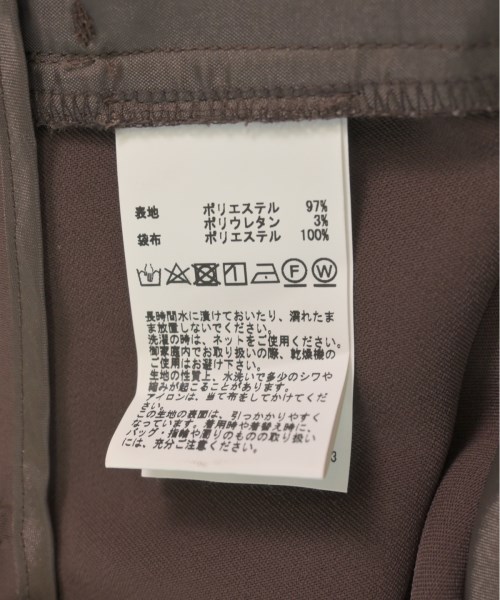 表地 ポリエステル 97%
ポリウレタン 3%
袋布 ポリエステル 100%
F W
長時間水に漬けておいたり、濡れたま
ま放置しないでください。
洗濯の際は、ネットをご使用ください。
御家庭内でお取り扱いの際、乾燥機の
ご使用はお避け下さい。
生地の性質上、水洗いで多少のシワや
縮みが起こることがあります。
アイロンは、当て布をしてかけてくだ
さい。
この生地の表面は、引っかかりやすく
なっています。着用時や着替え時に、
バッグ・指輪や周りのものの取り扱い
には、充分ご注意ください。
3